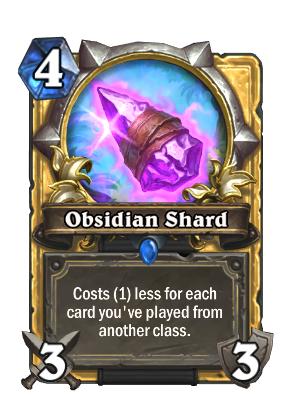 4
Obsidian Shard
Costs (1) less for each
card you've played from
another class.
3 3